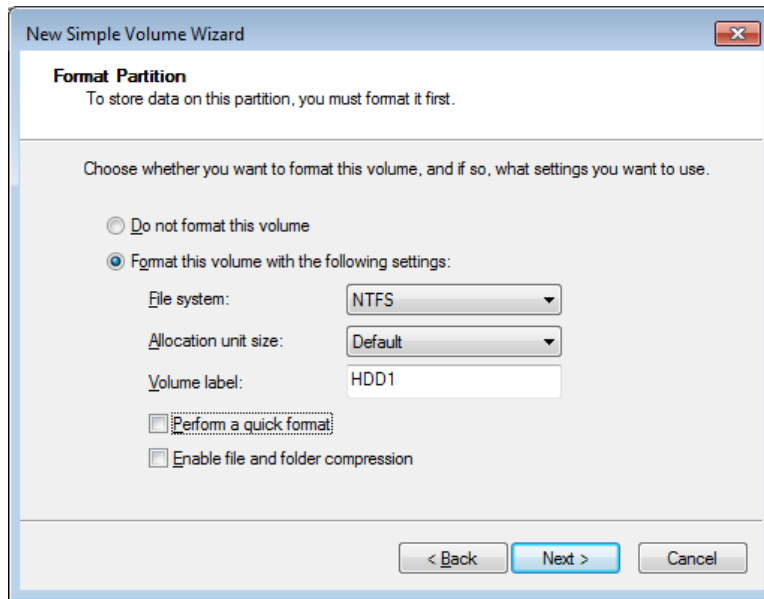 New Simple Volume Wizard
Format Partition
To store data on this partition, you must format it first.
Choose whether you want to format this volume, and if so, what settings you want to use.
Do not format this volume
Format this volume with the following settings:
File system: NTFS
Allocation unit size: Default
Volume label: HDD1
Perform a quick format
Enable file and folder compression
< Back Next > Cancel